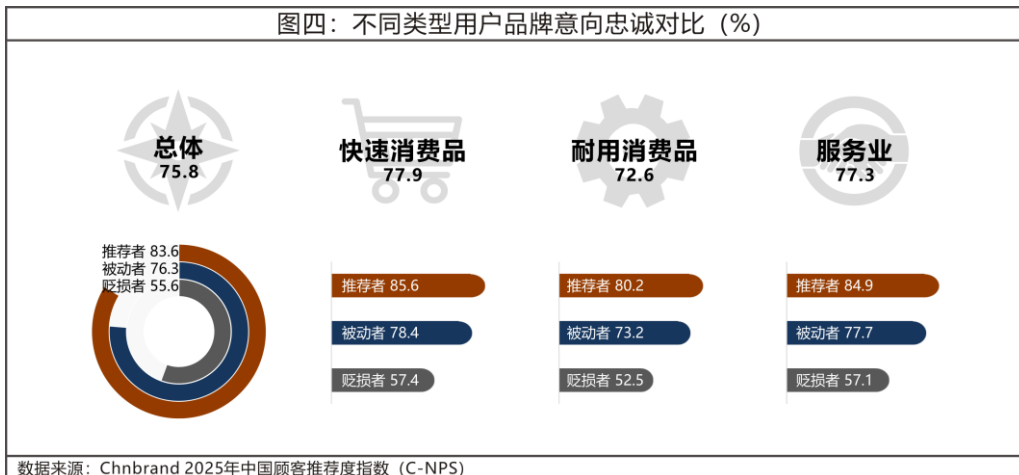 图四：不同类型用户品牌意向忠诚对比（%）
总体
75.8
快速消费品
77.9
耐用消费品
72.6
服务业
77.3
推荐者 83.6
被动者 76.3
贬损者 55.6
推荐者 85.6
被动者 78.4
贬损者 57.4
推荐者 80.2
被动者 73.2
贬损者 52.5
推荐者 84.9
被动者 77.7
贬损者 57.1
数据来源：Chnbrand 2025年中国顾客推荐度指数（C-NPS）